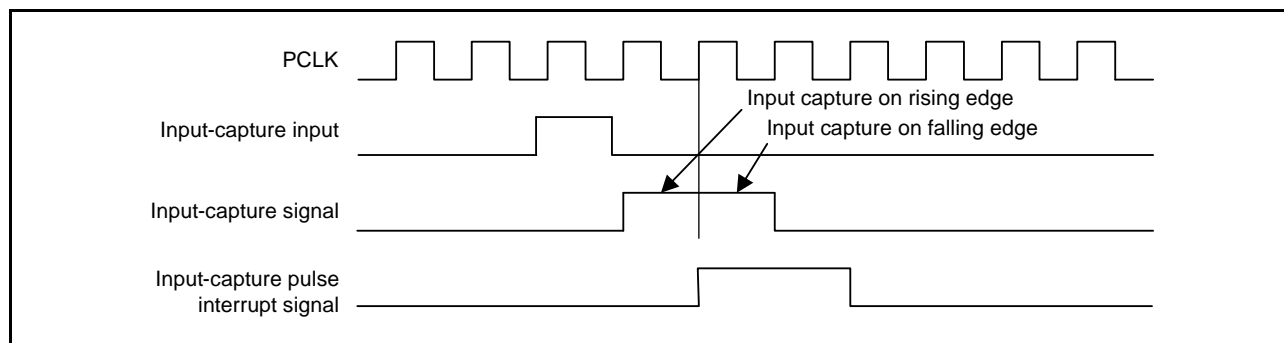 PCLK
Input capture on rising edge
Input-capture input
Input capture on falling edge
Input-capture signal
Input-capture pulse
interrupt signal